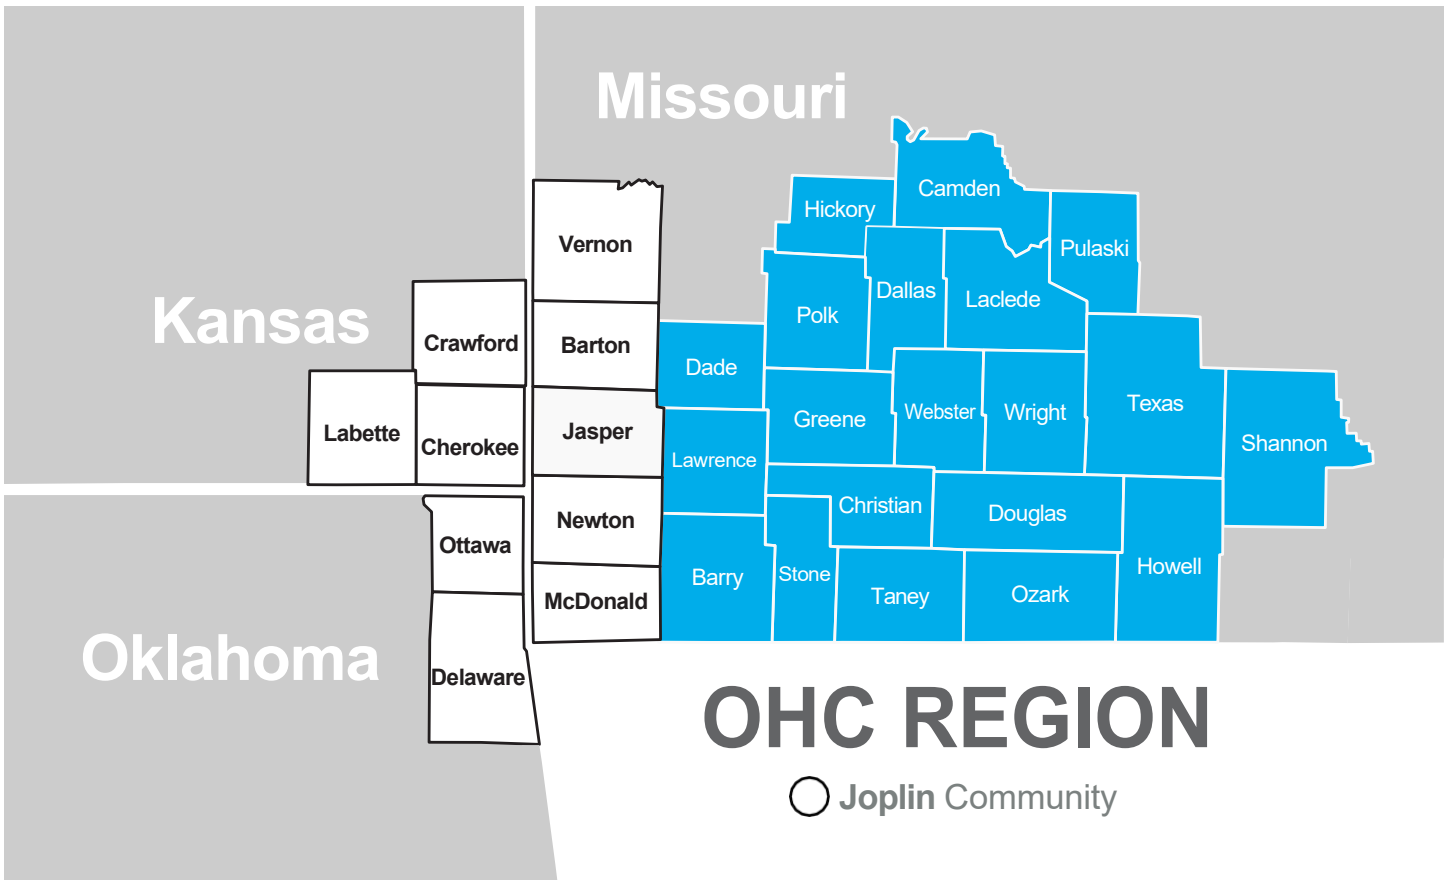 Missouri
Camden
Hickory
Vernon
Pulaski
Dallas
Laclede
Kansas
Polk
Crawford
Barton
Dade
Texas
Webster
Wright
Greene
Labette
Jasper
Shannon
Cherokee
Lawrence
Christian
Douglas
Newton
Ottawa
Howell
Stone
Barry
Ozark
Taney
McDonald
Oklahoma
Delaware
OHC REGION
Joplin Community